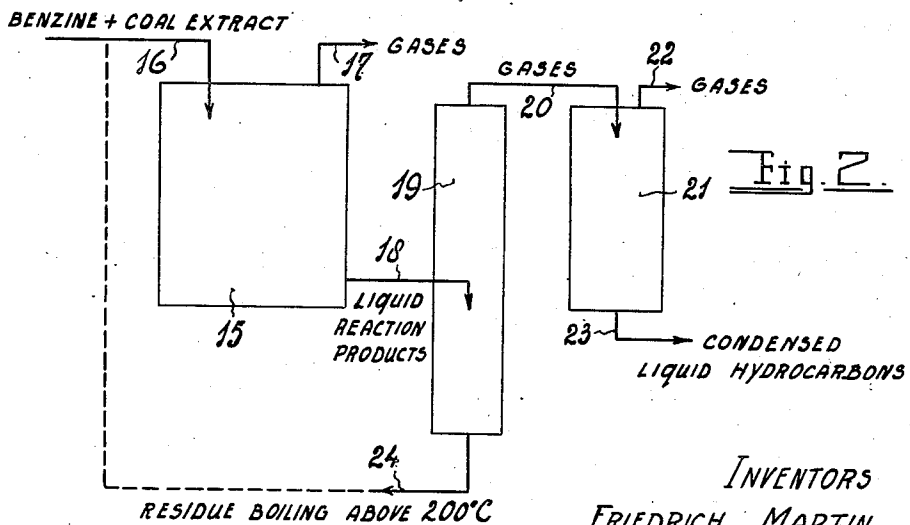 BENZINE + COAL EXTRACT
16
17
GASES
GASES
20
22
GASES
19
21
Fig. 2.
18
LIQUID
REACTION
PRODUCTS
15
23
CONDENSED
LIQUID HYDROCARBONS
24
RESIDUE BOILING ABOVE 200°C
INVENTORS
FRIEDRICH MARTIN